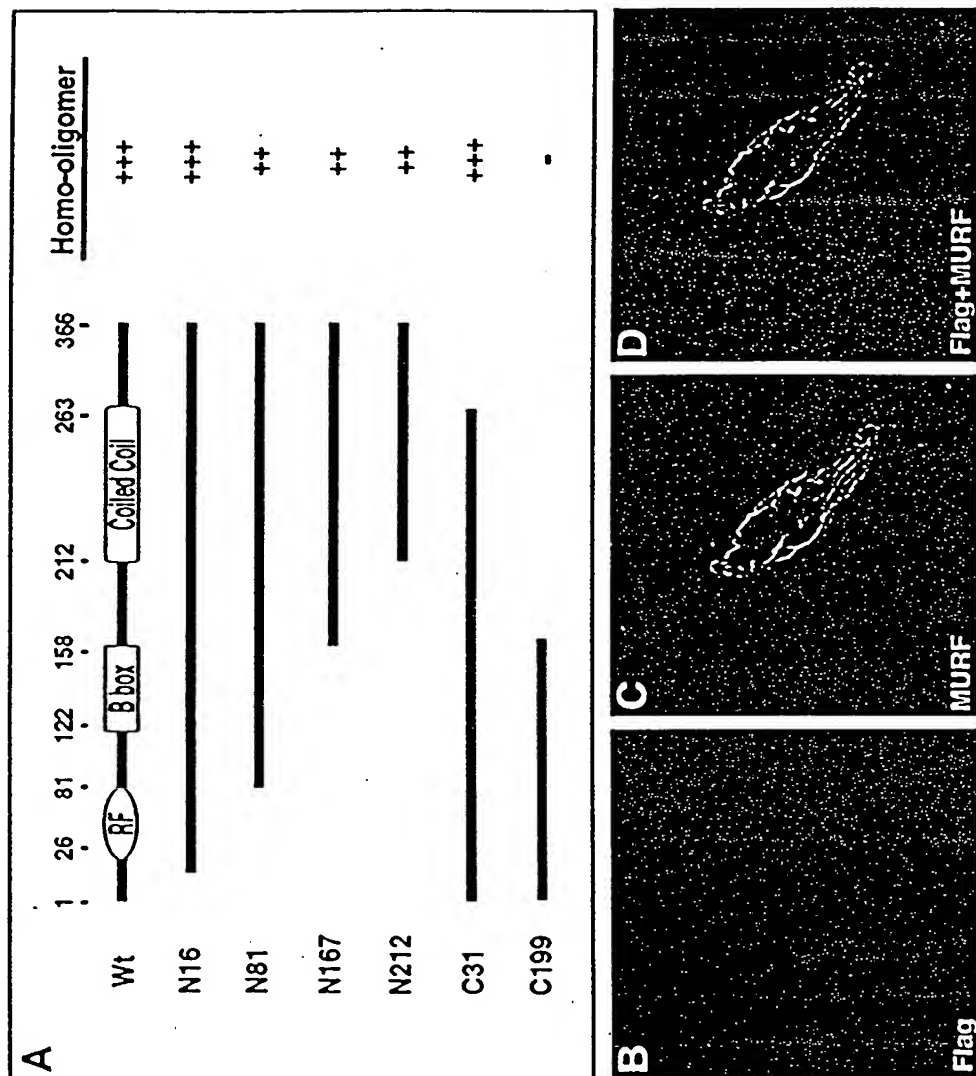 A
Homo-oligomer
1 26 81 122 158 212 263 366
Wt RF B box Coiled Coil +++
N16 +++
N81 ++
N167 ++
N212 ++
C31 +++
C199 -
B
Flag
C
MURF
D
Flag+MURF